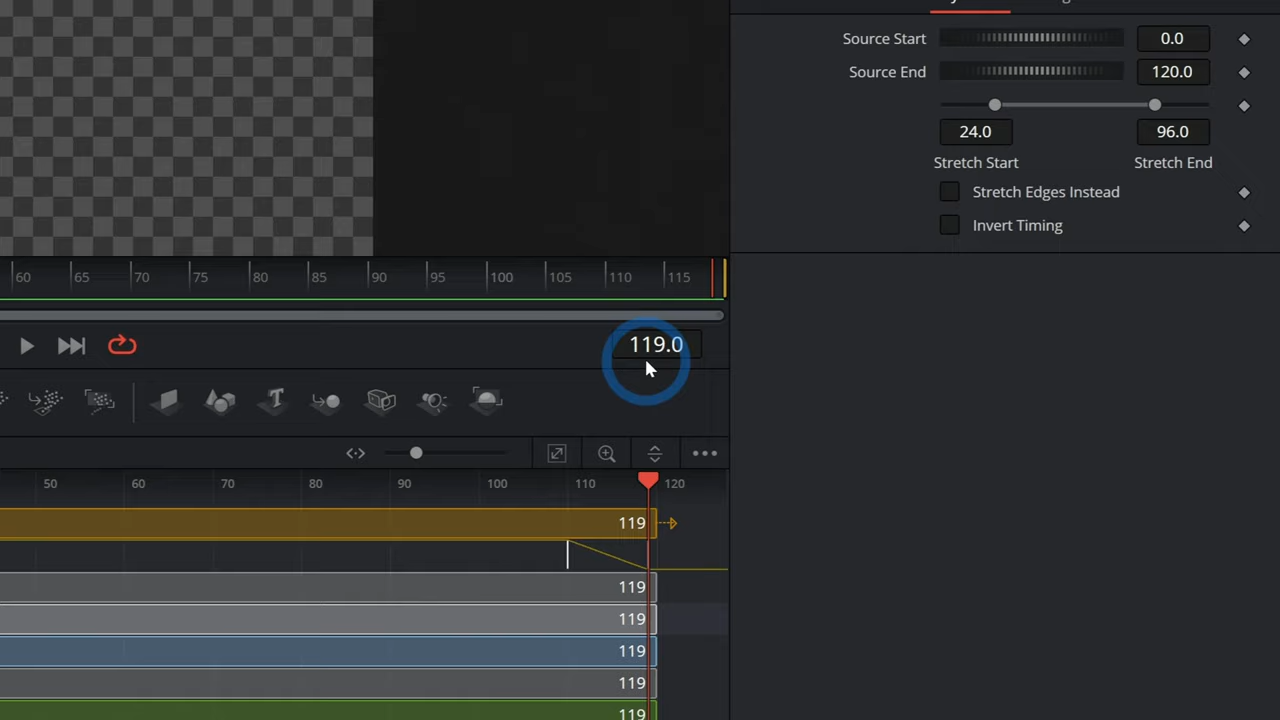 Source Start 0.0
Source End 120.0
24.0 96.0
Stretch Start Stretch End
Stretch Edges Instead
Invert Timing
60 65 70 75 80 85 90 95 100 105 110 115
119.0
50 60 70 80 90 100 110 120
119
119
119
119
119
119